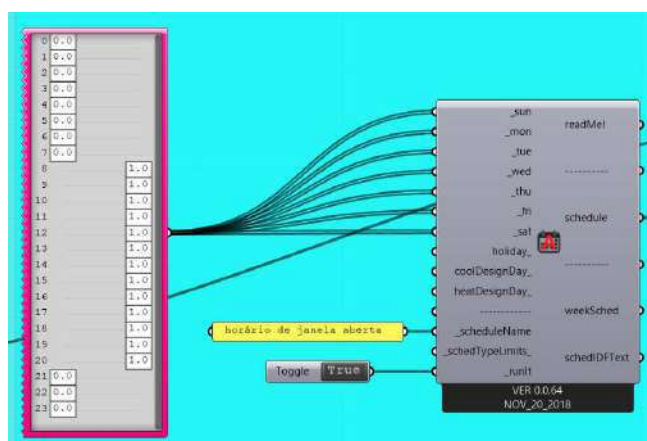 0 0.0
1 0.0
2 0.0
3 0.0
4 0.0
5 0.0
6 0.0
7 0.0
8 1.0
9 1.0
10 1.0
11 1.0
12 1.0
13 1.0
14 1.0
15 1.0
16 1.0
17 1.0
18 1.0
19 1.0
20 1.0
21 0.0
22 0.0
23 0.0
horário de janela aberta
Toggle True
_sun
_mon
_tue
_wed
_thu
_fri
_sat
holiday_
coolDesignDay_
heatDesignDay_
------------
_scheduleName
_schedTypeLimits_
_runIt
readMe!
----------
schedule
----------
weekSched
schedIDFText
VER 0.0.64
NOV_20_2018